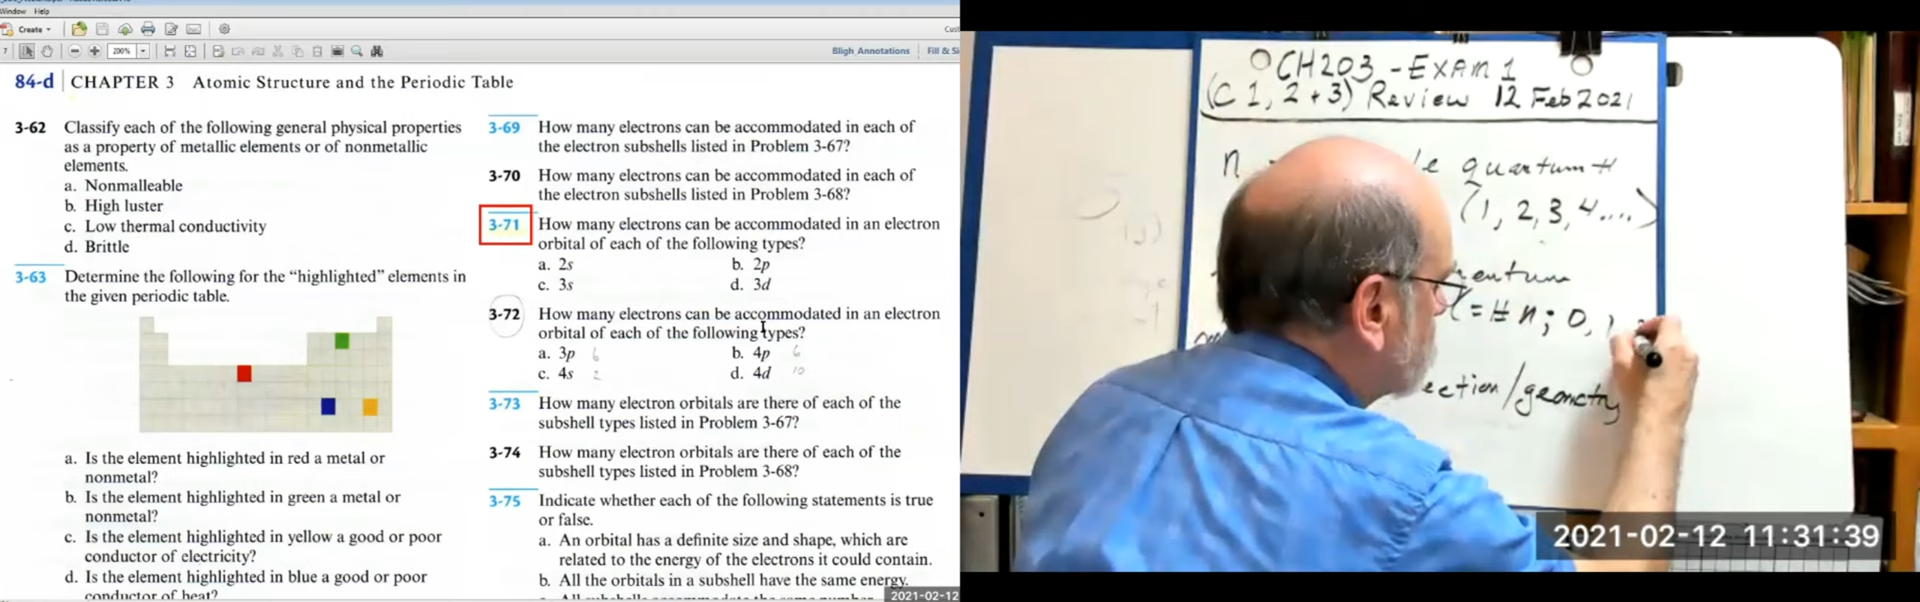 Window Help
Create
200%
Bligh Annotations
84-d CHAPTER 3 Atomic Structure and the Periodic Table
3-62 Classify each of the following general physical properties
as a property of metallic elements or of nonmetallic
elements.
a. Nonmalleable
b. High luster
c. Low thermal conductivity
d. Brittle
3-63 Determine the following for the “highlighted” elements in
the given periodic table.
a. Is the element highlighted in red a metal or
nonmetal?
b. Is the element highlighted in green a metal or
nonmetal?
c. Is the element highlighted in yellow a good or poor
conductor of electricity?
d. Is the element highlighted in blue a good or poor
conductor of heat?
3-69 How many electrons can be accommodated in each of
the electron subshells listed in Problem 3-67?
3-70 How many electrons can be accommodated in each of
the electron subshells listed in Problem 3-68?
3-71 How many electrons can be accommodated in an electron
orbital of each of the following types?
a. 2s b. 2p
c. 3s d. 3d
3-72 How many electrons can be accommodated in an electron
orbital of each of the following types?
a. 3p 6 b. 4p 6
c. 4s 2 d. 4d 10
3-73 How many electron orbitals are there of each of the
subshell types listed in Problem 3-67?
3-74 How many electron orbitals are there of each of the
subshell types listed in Problem 3-68?
3-75 Indicate whether each of the following statements is true
or false.
a. An orbital has a definite size and shape, which are
related to the energy of the electrons it could contain.
b. All the orbitals in a subshell have the same energy.
2021-02-12
CH203 - EXAM 1
(C 1, 2 + 3) Review 12 Feb 2021
n quantum #
(1, 2, 3, 4....)
l = # n; 0, 1
ection/geometry
2021-02-12 11:31:39